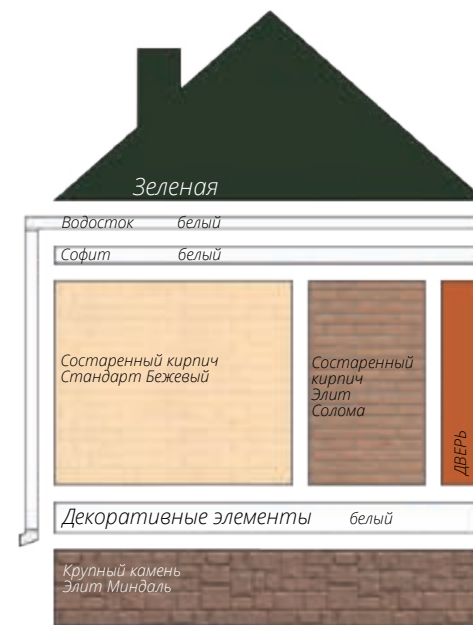 Зеленая
Водосток белый
Софит белый
Состаренный кирпич
Стандарт Бежевый
Состаренный
кирпич
Элит
Солома
ДВЕРЬ
Декоративные элементы белый
Крупный камень
Элит Миндаль